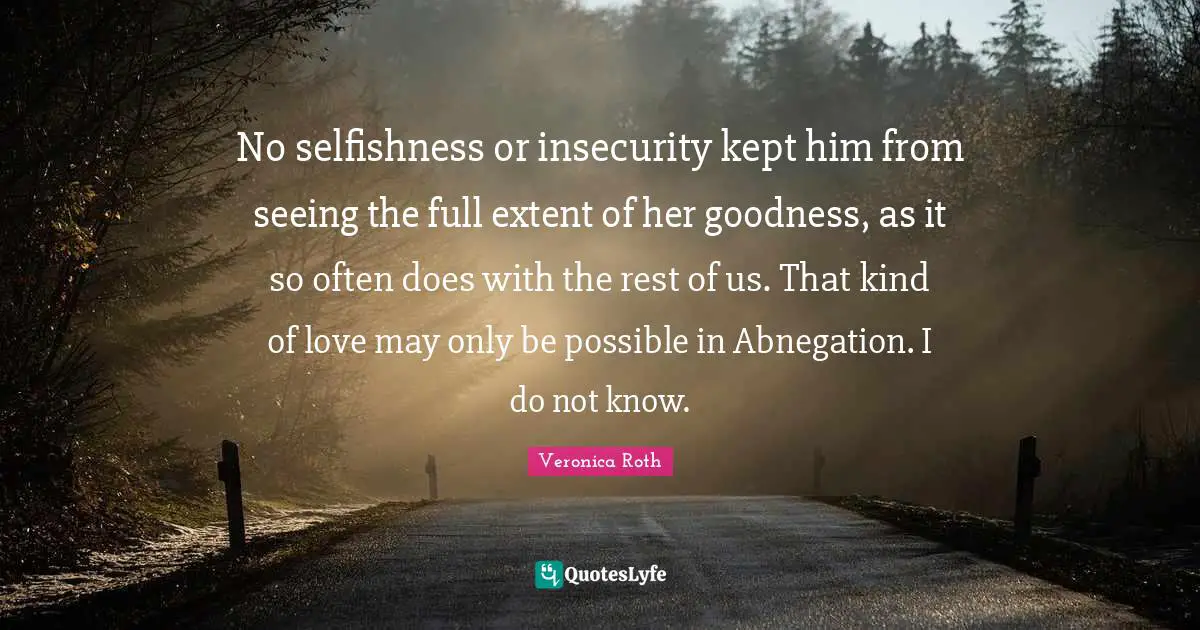 No selfishness or insecurity kept him from
seeing the full extent of her goodness, as it
so often does with the rest of us. That kind
of love may only be possible in Abnegation. I
do not know.
Veronica Roth
QuotesLyfe